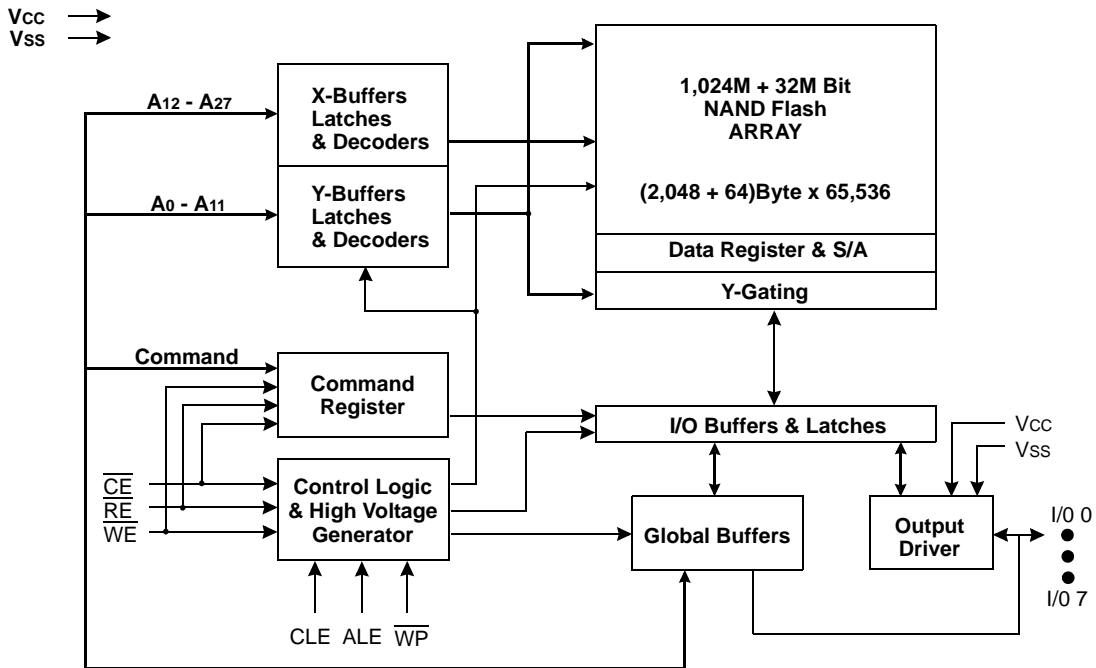 VCC
VSS
A12 - A27
X-Buffers
Latches
& Decoders
A0 - A11
Y-Buffers
Latches
& Decoders
1,024M + 32M Bit
NAND Flash
ARRAY
(2,048 + 64)Byte x 65,536
Data Register & S/A
Y-Gating
Command
Command
Register
I/O Buffers & Latches
VCC
VSS
CE
RE
WE
Control Logic
& High Voltage
Generator
Global Buffers
Output
Driver
I/0 0
I/0 7
CLE ALE WP